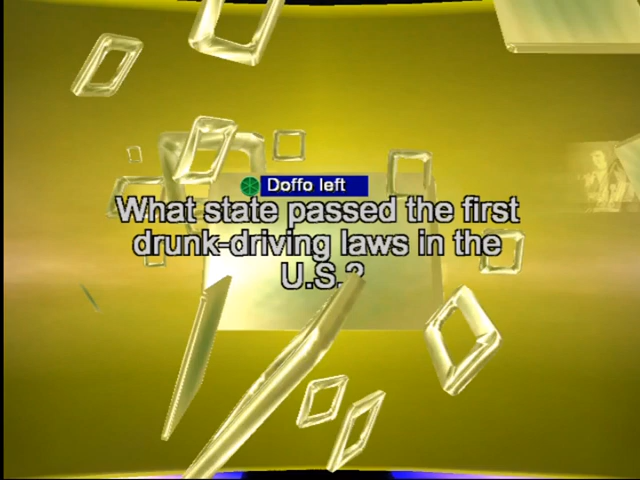 Doffo left
What state passed the first
drunk-driving laws in the
U.S.?